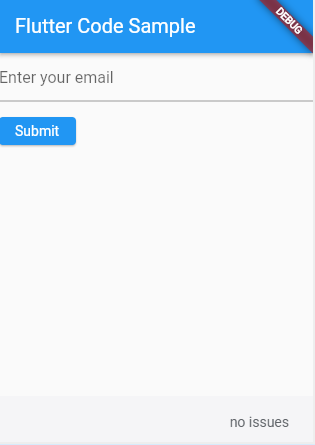 Flutter Code Sample
DEBUG
Enter your email
Submit
no issues